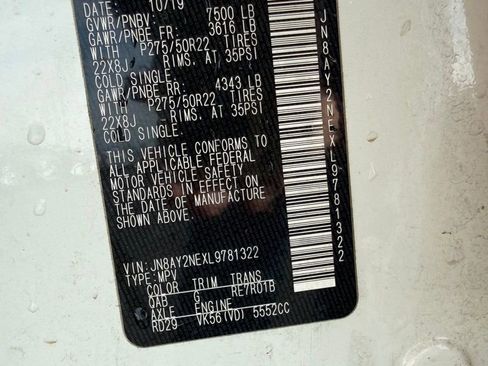 DATE: 10/19
GVWR/PNBV: 7500 LB
GAWR/PNBE FR: 3616 LB
WITH P275/50R22 TIRES
22X8J RIMS, AT 35PSI
COLD SINGLE.
GAWR/PNBE RR: 4343 LB
WITH P275/50R22 TIRES
22X8J RIMS, AT 35PSI
COLD SINGLE.
THIS VEHICLE CONFORMS TO
ALL APPLICABLE FEDERAL
MOTOR VEHICLE SAFETY
STANDARDS IN EFFECT ON
THE DATE OF MANUFACTURE
SHOWN ABOVE.
VIN: JN8AY2NEXL9781322
TYPE: MPV
COLOR TRIM TRANS
QAB G RE7R01B
AXLE ENGINE
RD29 VK56(VD) 5552CC
JN8AY2NEXL9781322